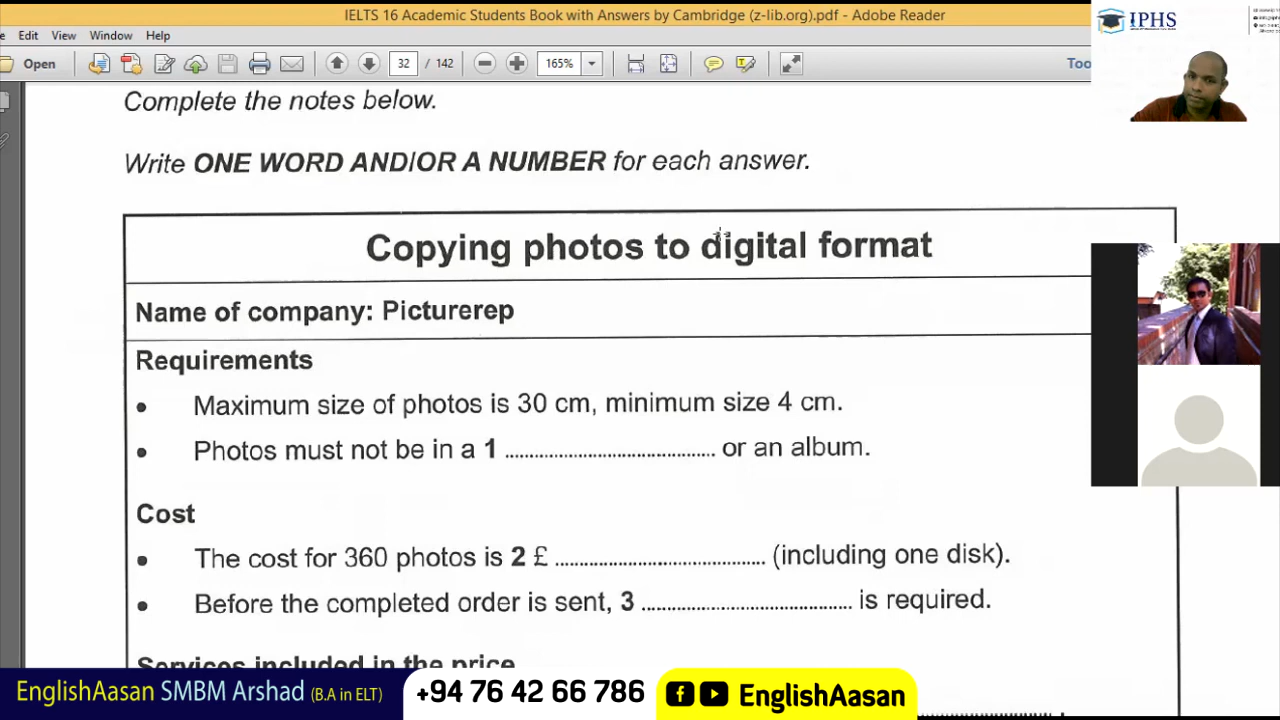 IELTS 16 Academic Students Book with Answers by Cambridge (z-lib.org).pdf - Adobe Reader
Edit View Window Help
Open 32 / 142 165% Too
IPHS
Complete the notes below.
Write ONE WORD AND/OR A NUMBER for each answer.
Copying photos to digital format
Name of company: Picturerep
Requirements
• Maximum size of photos is 30 cm, minimum size 4 cm.
• Photos must not be in a 1 ........................................ or an album.
Cost
• The cost for 360 photos is 2 £ ........................................ (including one disk).
• Before the completed order is sent, 3 ........................................ is required.
Services included in the price
EnglishAasan SMBM Arshad (B.A in ELT) +94 76 42 66 786 EnglishAasan